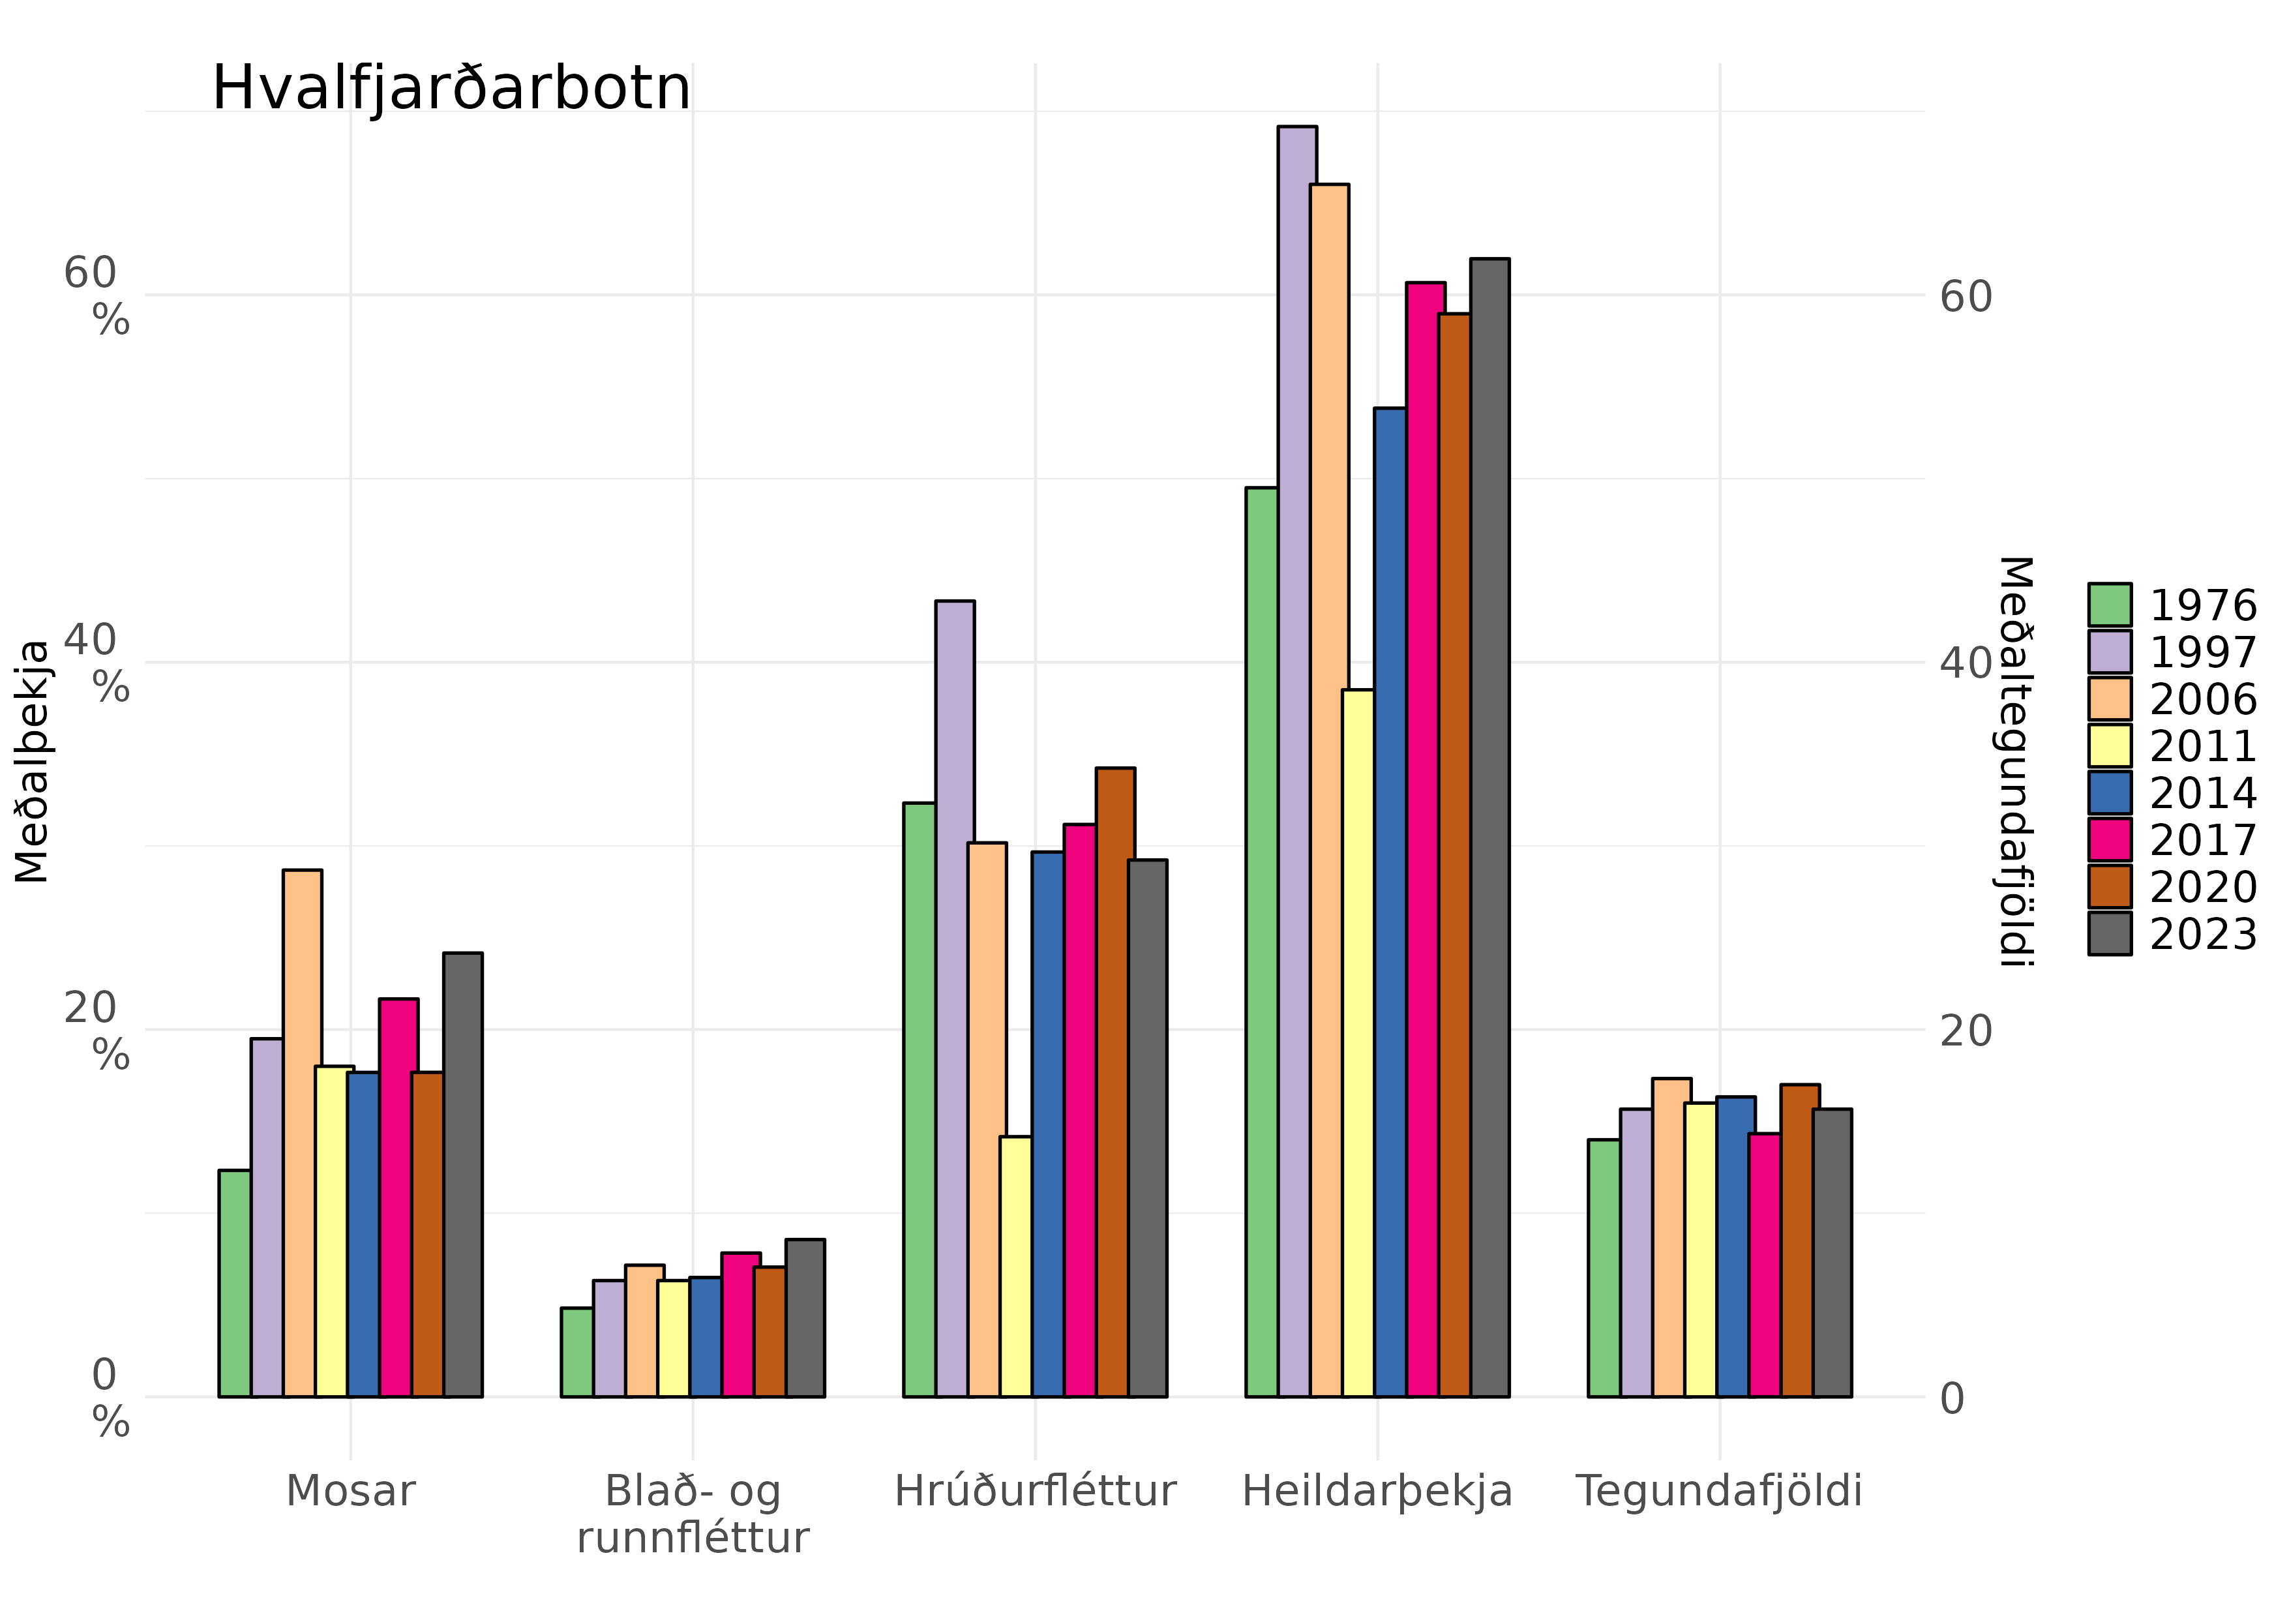 Hvalfjarðarbotn
Meðalþekja
60
%
40
%
20
%
0
%
60
40
20
0
Meðaltegundafjöldi
1976
1997
2006
2011
2014
2017
2020
2023
Mosar
Blað- og
runnfléttur
Hrúðurfléttur
Heildarþekja
Tegundafjöldi